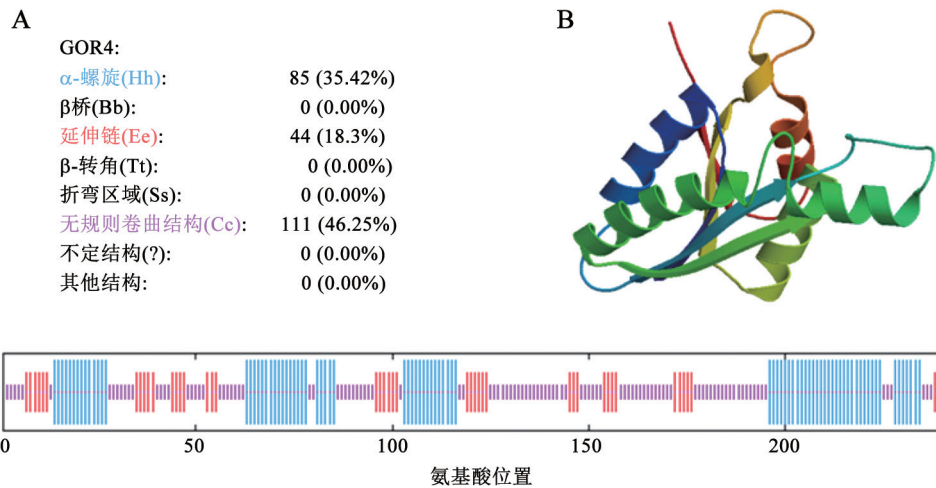 A
B
GOR4:
α-螺旋(Hh): 85 (35.42%)
β桥(Bb): 0 (0.00%)
延伸链(Ee): 44 (18.3%)
β-转角(Tt): 0 (0.00%)
折弯区域(Ss): 0 (0.00%)
无规则卷曲结构(Cc): 111 (46.25%)
不定结构(?): 0 (0.00%)
其他结构: 0 (0.00%)
0 50 100 150 200
氨基酸位置